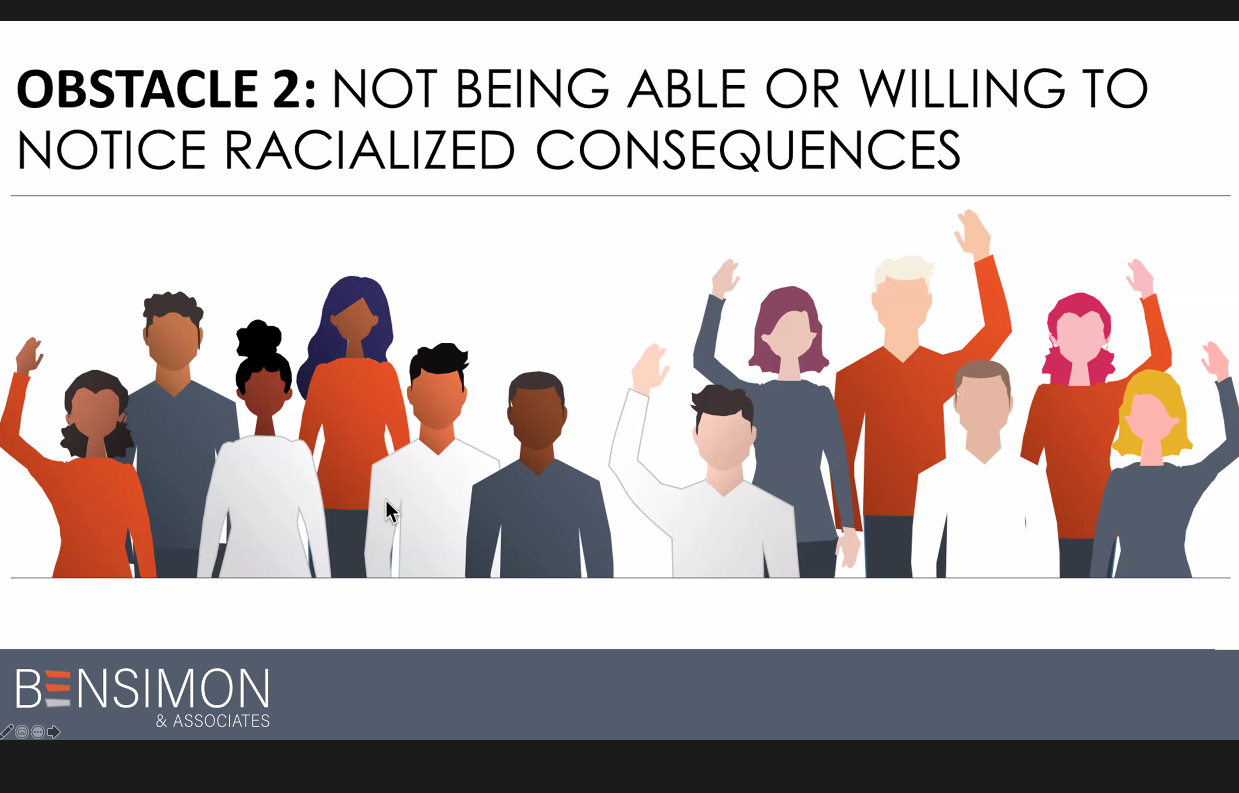 OBSTACLE 2: NOT BEING ABLE OR WILLING TO
NOTICE RACIALIZED CONSEQUENCES
BENSIMON
& ASSOCIATES